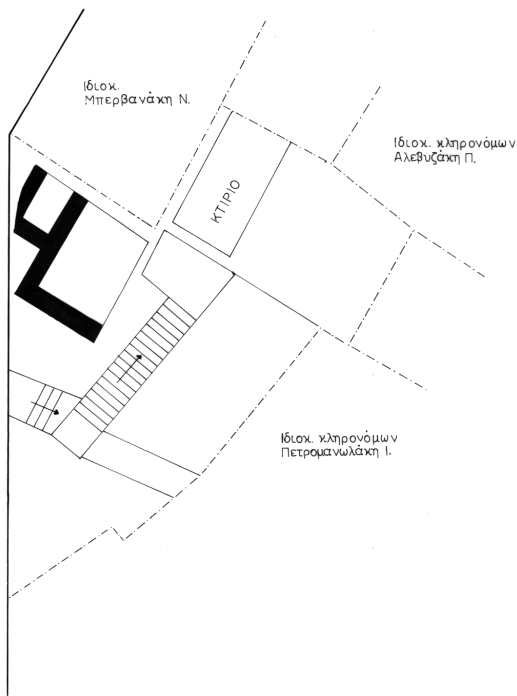 Ιδιοκ.
Μπερβανάκη Ν.
Ιδιοκ. κληρονόμων
Αλεβυζάκη Π.
ΚΤΙΡΙΟ
Ιδιοκ. κληρονόμων
Πετρομανωλάκη Ι.